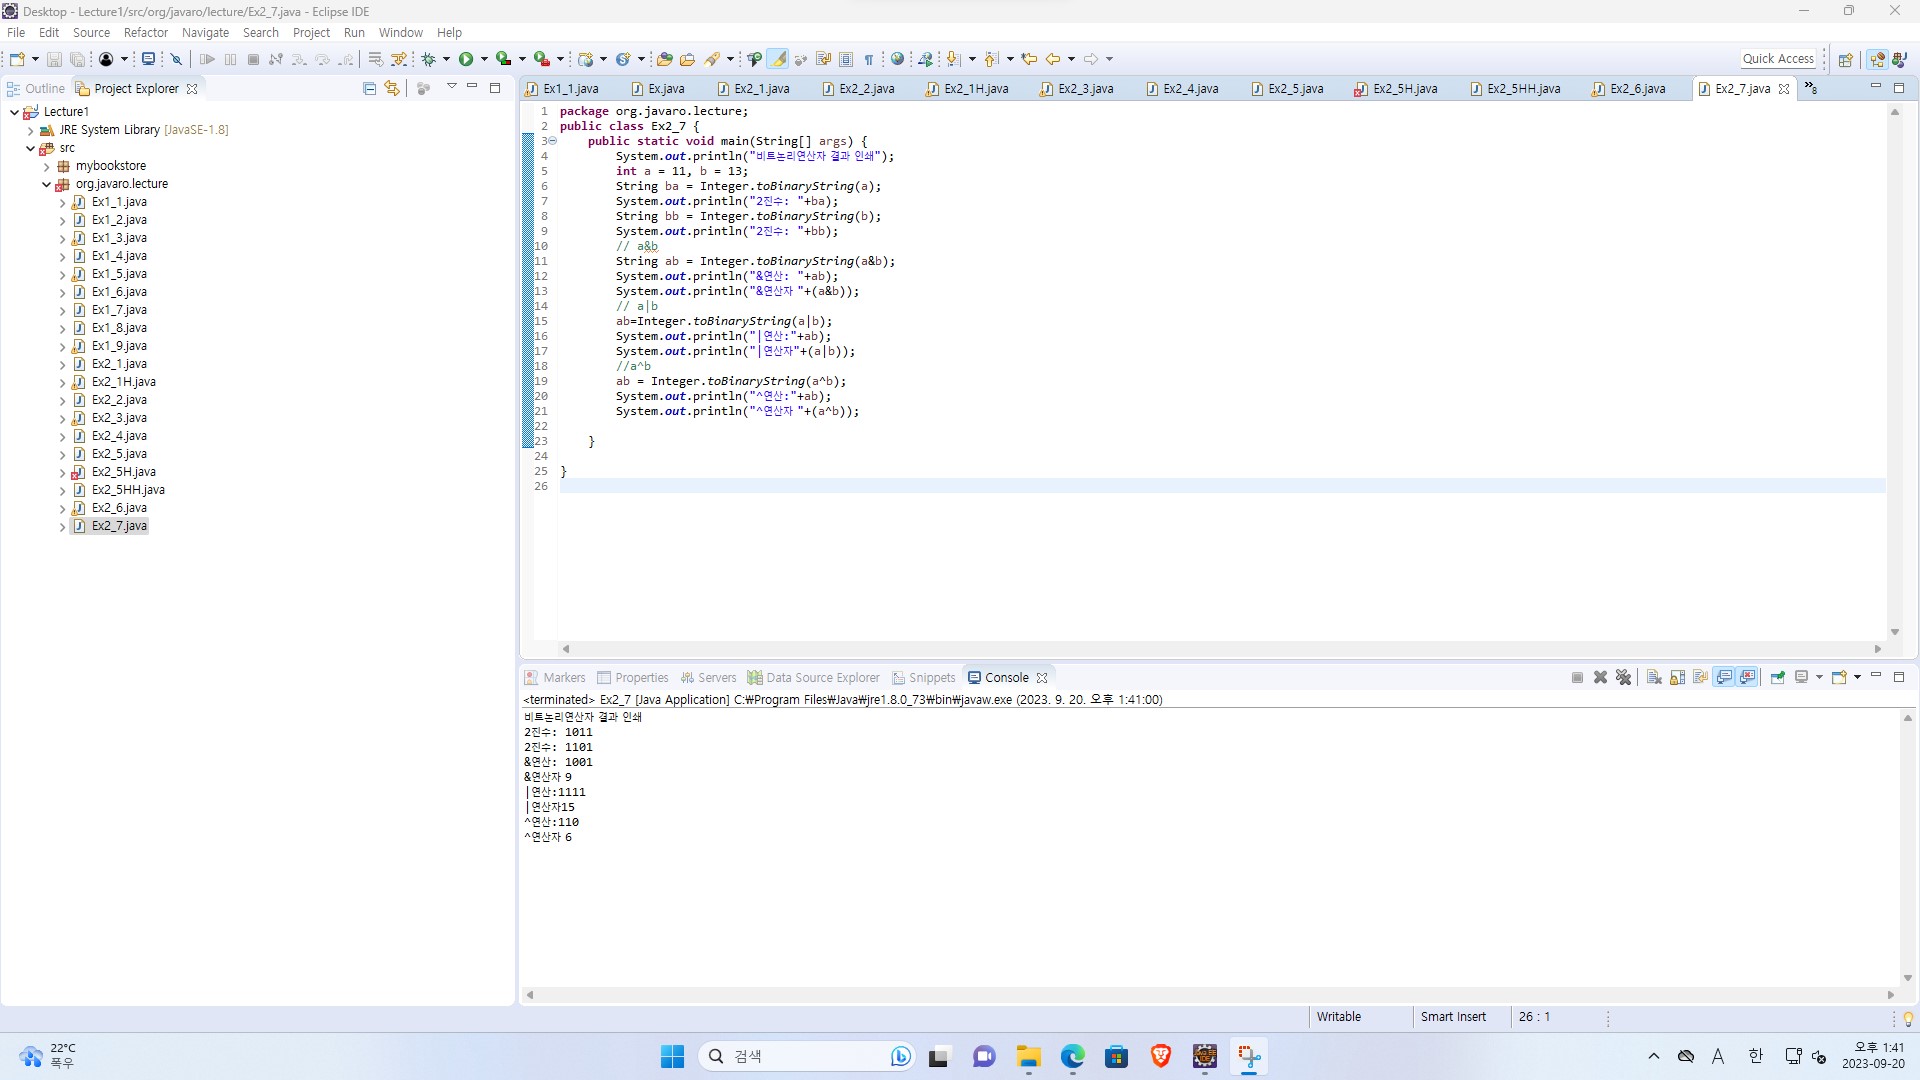 Desktop - Lecture1/src/org/javaro/lecture/Ex2_7.java - Eclipse IDE
File Edit Source Refactor Navigate Search Project Run Window Help
Quick Access
Outline Project Explorer
Lecture1
JRE System Library [JavaSE-1.8]
src
mybookstore
org.javaro.lecture
Ex1_1.java
Ex1_2.java
Ex1_3.java
Ex1_4.java
Ex1_5.java
Ex1_6.java
Ex1_7.java
Ex1_8.java
Ex1_9.java
Ex2_1.java
Ex2_1H.java
Ex2_2.java
Ex2_3.java
Ex2_4.java
Ex2_5.java
Ex2_5H.java
Ex2_5HH.java
Ex2_6.java
Ex2_7.java
Ex1_1.java Ex.java Ex2_1.java Ex2_2.java Ex2_1H.java Ex2_3.java Ex2_4.java Ex2_5.java Ex2_5H.java Ex2_5HH.java Ex2_6.java Ex2_7.java »8
1 package org.javaro.lecture;
2 public class Ex2_7 {
3 public static void main(String[] args) {
4 System.out.println("비트논리연산자 결과 인쇄");
5 int a = 11, b = 13;
6 String ba = Integer.toBinaryString(a);
7 System.out.println("2진수: "+ba);
8 String bb = Integer.toBinaryString(b);
9 System.out.println("2진수: "+bb);
10 // a&b
11 String ab = Integer.toBinaryString(a&b);
12 System.out.println("&연산: "+ab);
13 System.out.println("&연산자 "+(a&b));
14 // a|b
15 ab=Integer.toBinaryString(a|b);
16 System.out.println("|연산:"+ab);
17 System.out.println("|연산자"+(a|b));
18 //a^b
19 ab = Integer.toBinaryString(a^b);
20 System.out.println("^연산:"+ab);
21 System.out.println("^연산자 "+(a^b));
22
23 }
24
25 }
26
Markers Properties Servers Data Source Explorer Snippets Console
<terminated> Ex2_7 [Java Application] C:₩Program Files₩Java₩jre1.8.0_73₩bin₩javaw.exe (2023. 9. 20. 오후 1:41:00)
비트논리연산자 결과 인쇄
2진수: 1011
2진수: 1101
&연산: 1001
&연산자 9
|연산:1111
|연산자15
^연산:110
^연산자 6
Writable Smart Insert 26 : 1
22°C
폭우
검색
A 한
오후 1:41
2023-09-20